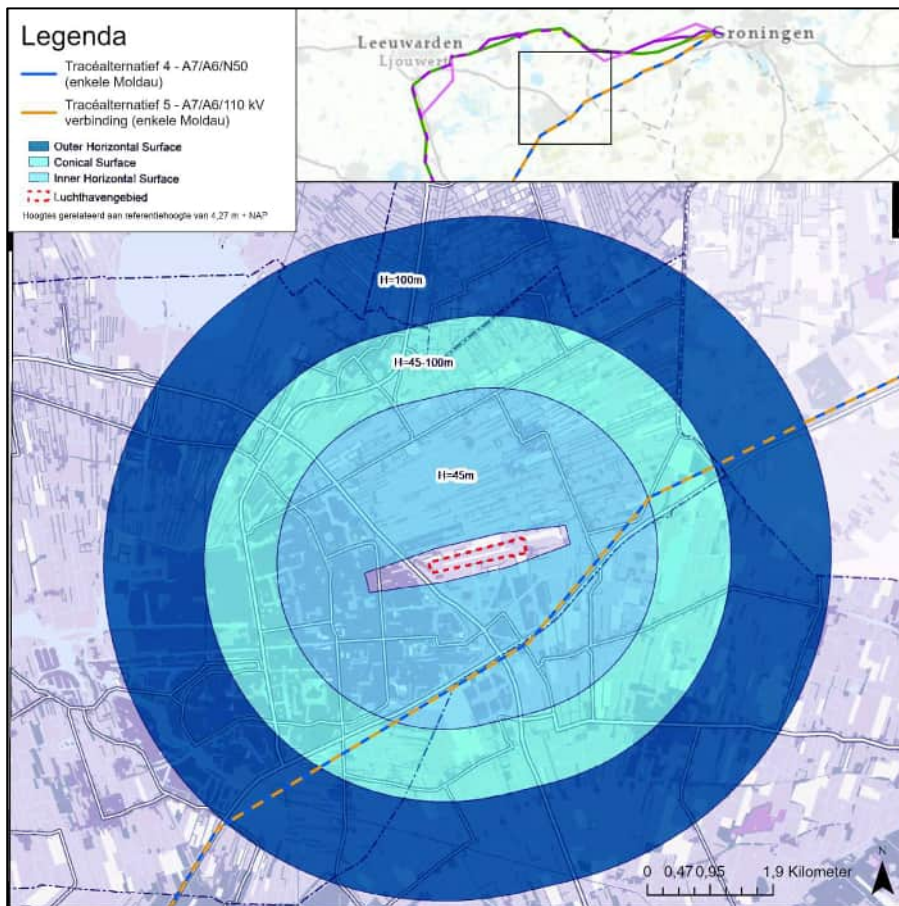 Legenda
Tracéalternatief 4 - A7/A6/N50
(enkele Moldau)
Tracéalternatief 5 - A7/A6/110 kV
verbinding (enkele Moldau)
Outer Horizontal Surface
Conical Surface
Inner Horizontal Surface
Luchthavengebied
Hoogtes gerelateerd aan referentiehoogte van 4,27 m + NAP
Leeuwarden
Ljouwert
Groningen
H=100m
H=45-100m
H=45m
N
0 0,47 0,95 1,9 Kilometer